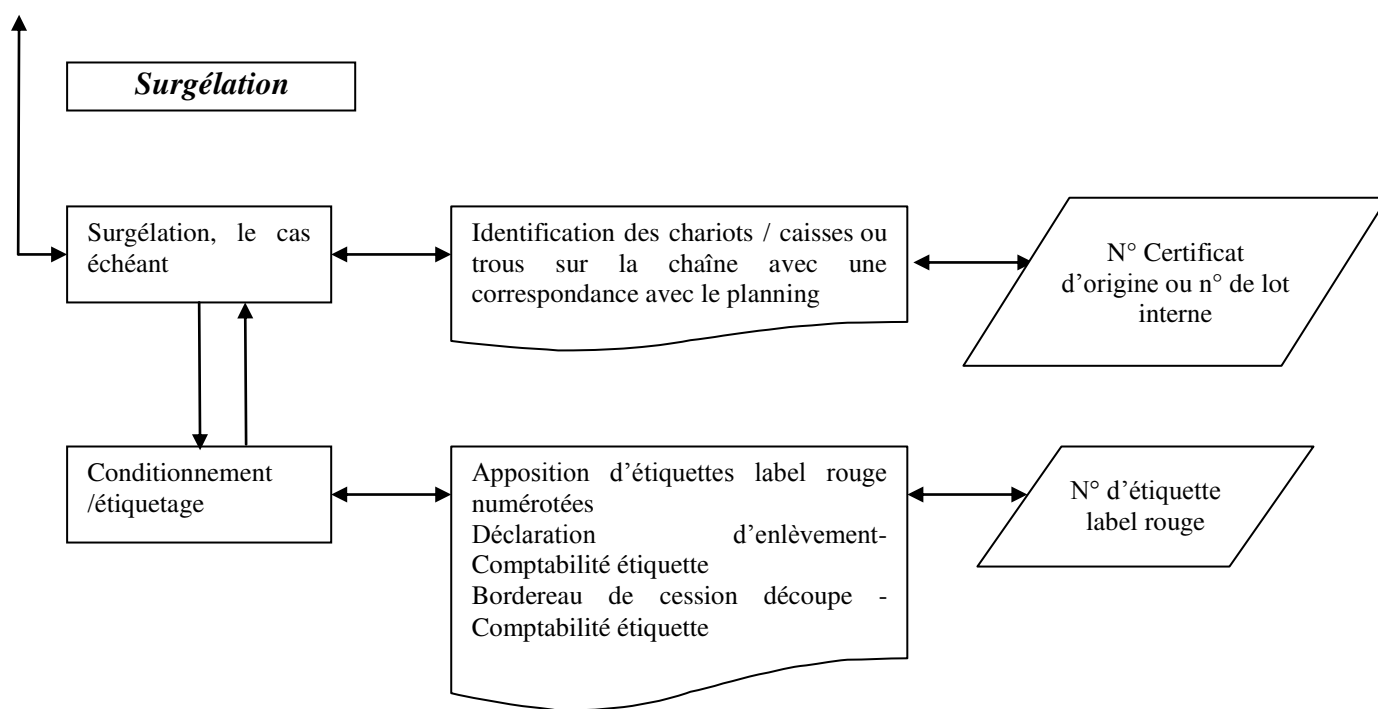 Surgélation
Surgélation, le cas
échéant
Identification des chariots / caisses ou
trous sur la chaîne avec une
correspondance avec le planning
N° Certificat
d'origine ou n° de lot
interne
Conditionnement
/étiquetage
Apposition d'étiquettes label rouge
numérotées
Déclaration d'enlèvement-
Comptabilité étiquette
Bordereau de cession découpe -
Comptabilité étiquette
N° d'étiquette
label rouge